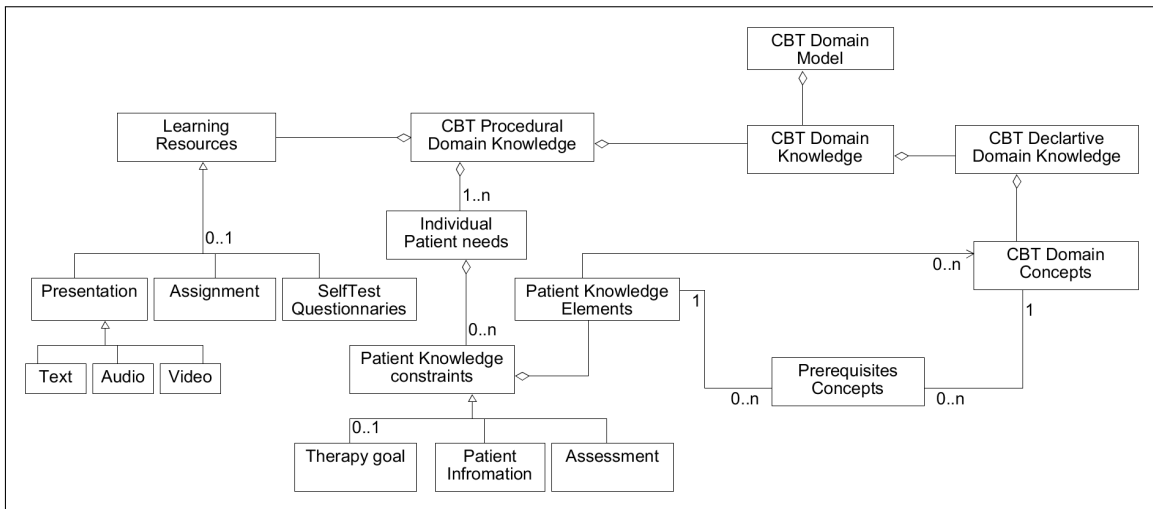 CBT Domain
Model
Learning
Resources
CBT Procedural
Domain Knowledge
CBT Domain
Knowledge
CBT Declartive
Domain Knowledge
1..n
Individual
Patient needs
0..1
0..n
CBT Domain
Concepts
Presentation
Assignment
SelfTest
Questionnaries
Patient Knowledge
Elements
1
1
0..n
Patient Knowledge
constraints
Text
Audio
Video
Prerequisites
Concepts
0..n
0..n
0..1
Therapy goal
Patient
Infromation
Assessment